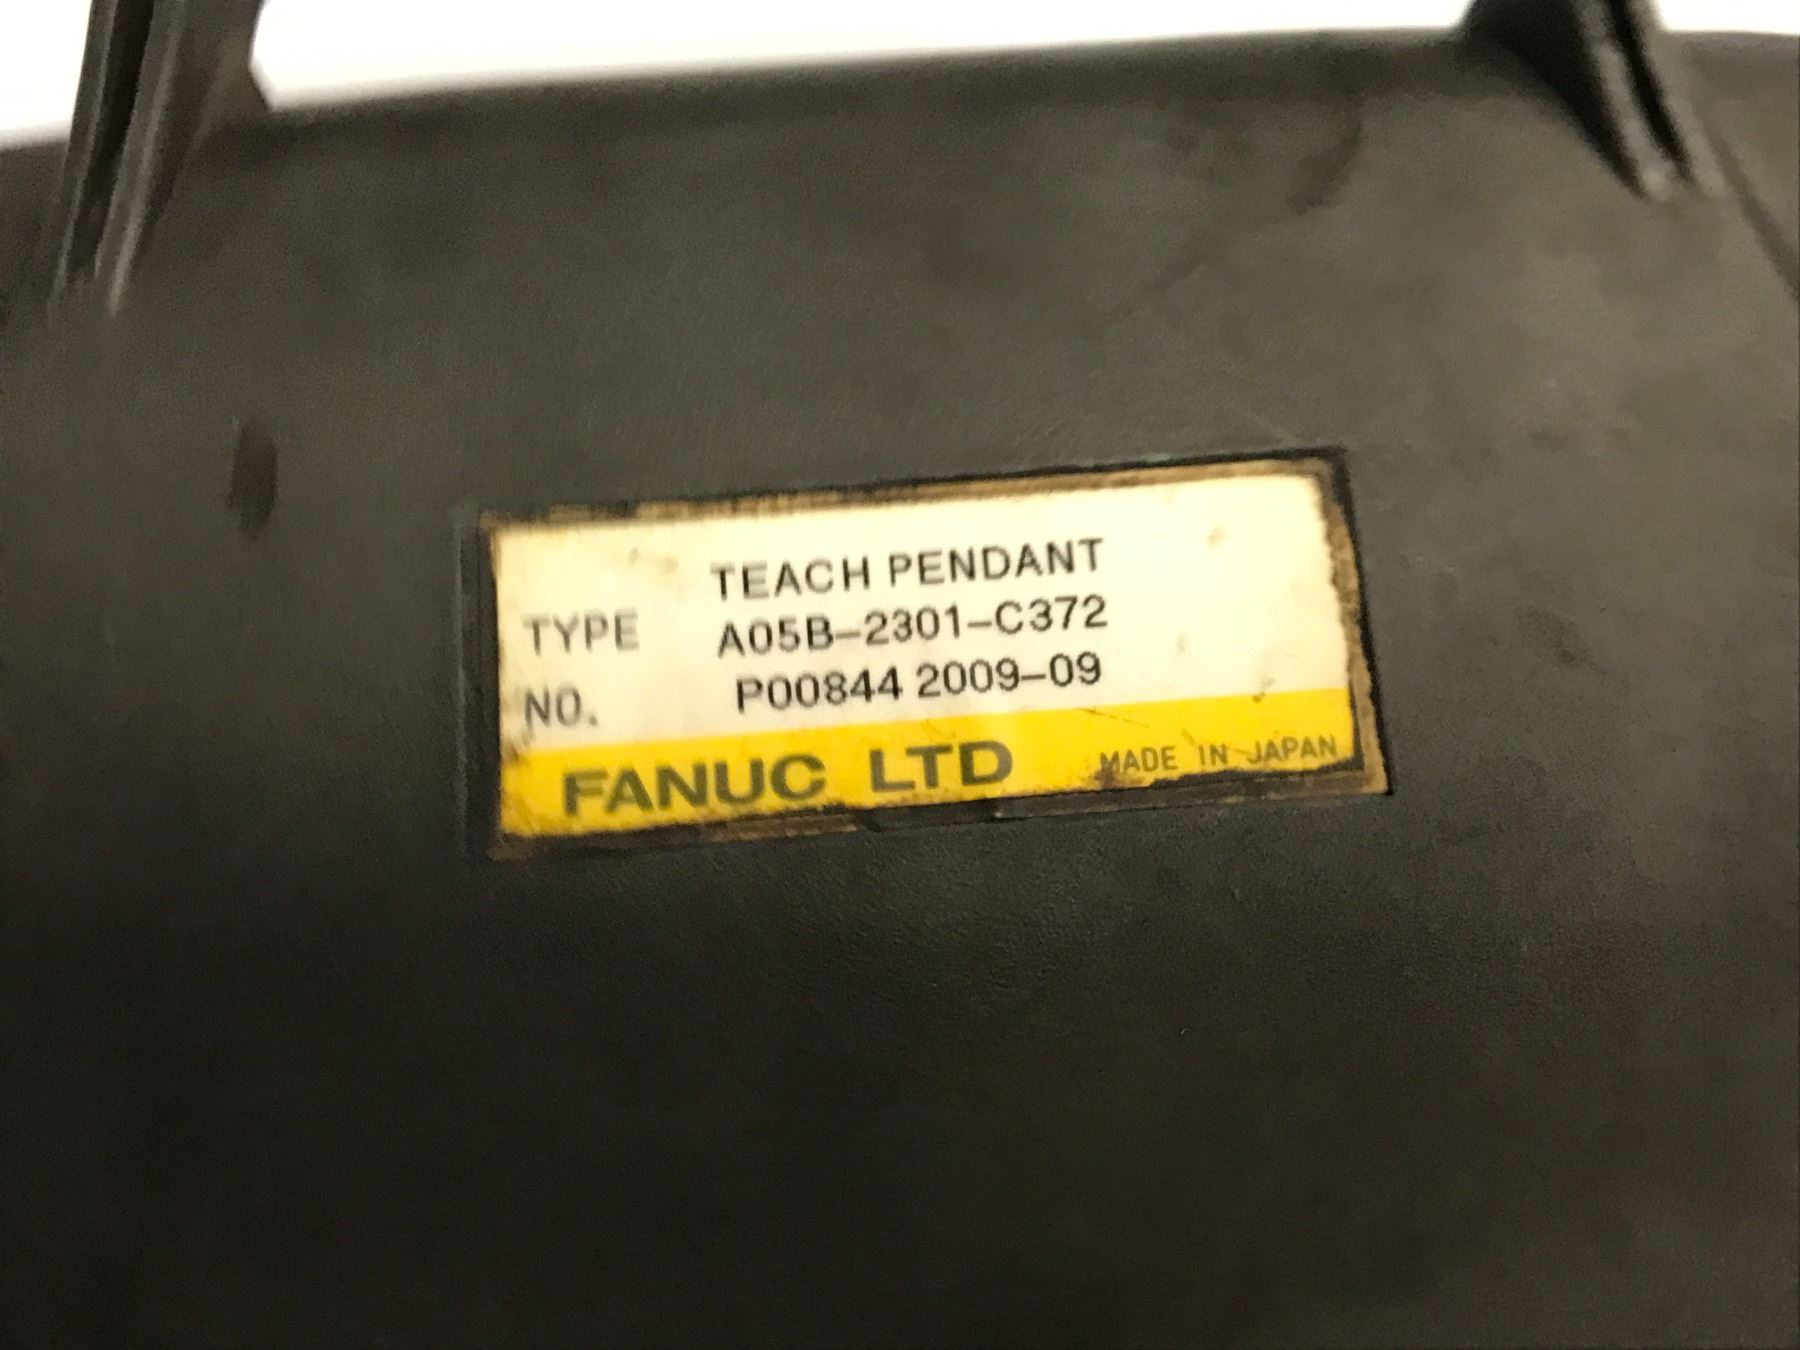 TEACH PENDANT
TYPE A05B-2301-C372
NO. P00844 2009-09
FANUC LTD MADE IN JAPAN